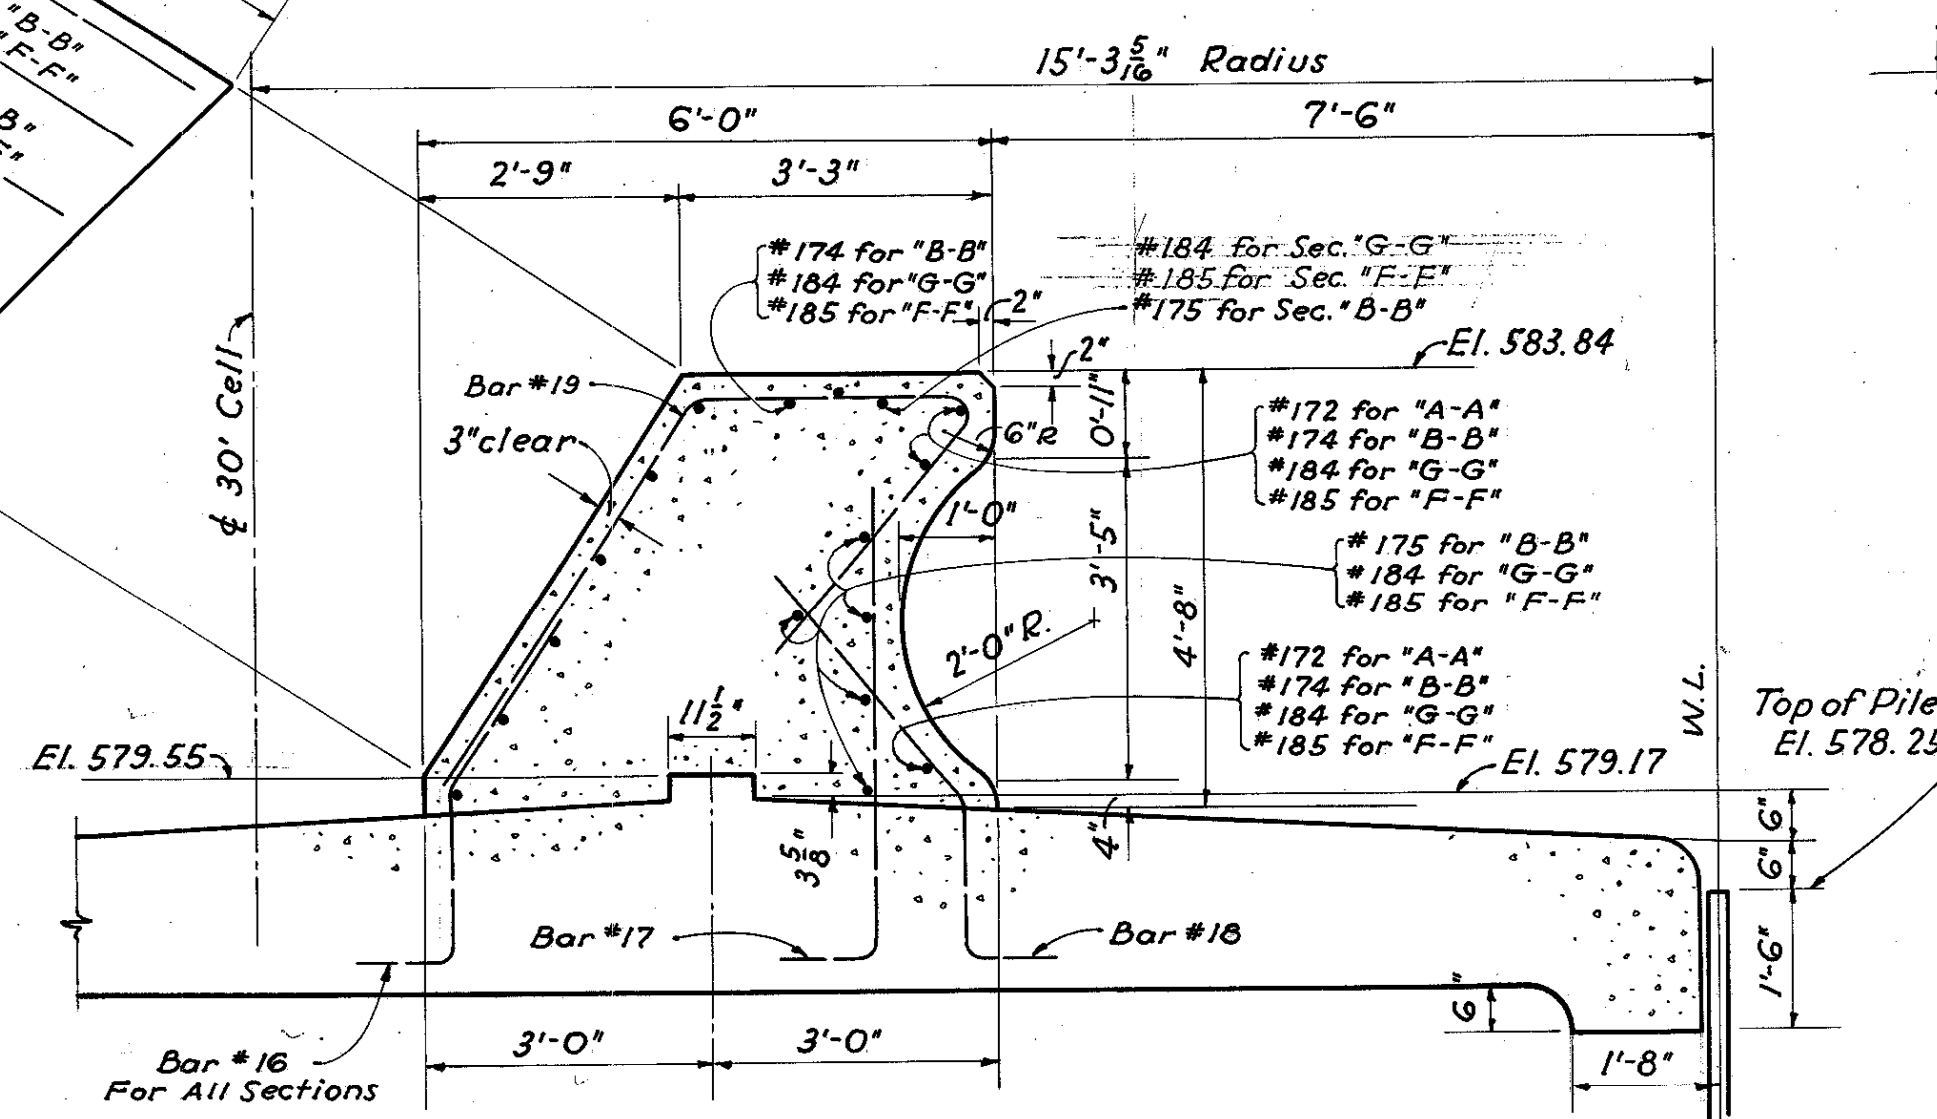 "B-B"
"F-F"
B"
F"
15'-3 5/16" Radius
6'-0"
7'-6"
2'-9"
3'-3"
#174 for "B-B"
#184 for "G-G"
#185 for "F-F"
2"
#184 for Sec. "G-G"
#185 for Sec. "F-F"
#175 for Sec. "B-B"
El. 583.84
2"
℄ 30' Cell
Bar #19
3" clear
6" R
0'-11"
#172 for "A-A"
#174 for "B-B"
#184 for "G-G"
#185 for "F-F"
1'-0"
3'-5"
#175 for "B-B"
#184 for "G-G"
#185 for "F-F"
4'-8"
2'-0" R.
#172 for "A-A"
#174 for "B-B"
#184 for "G-G"
#185 for "F-F"
11 1/2"
W.L.
Top of Pile
El. 578.25
El. 579.55
El. 579.17
3 5/8"
4"
6"
6"
1'-6"
Bar #17
Bar #18
6"
3'-0"
3'-0"
1'-8"
Bar #16
For All Sections